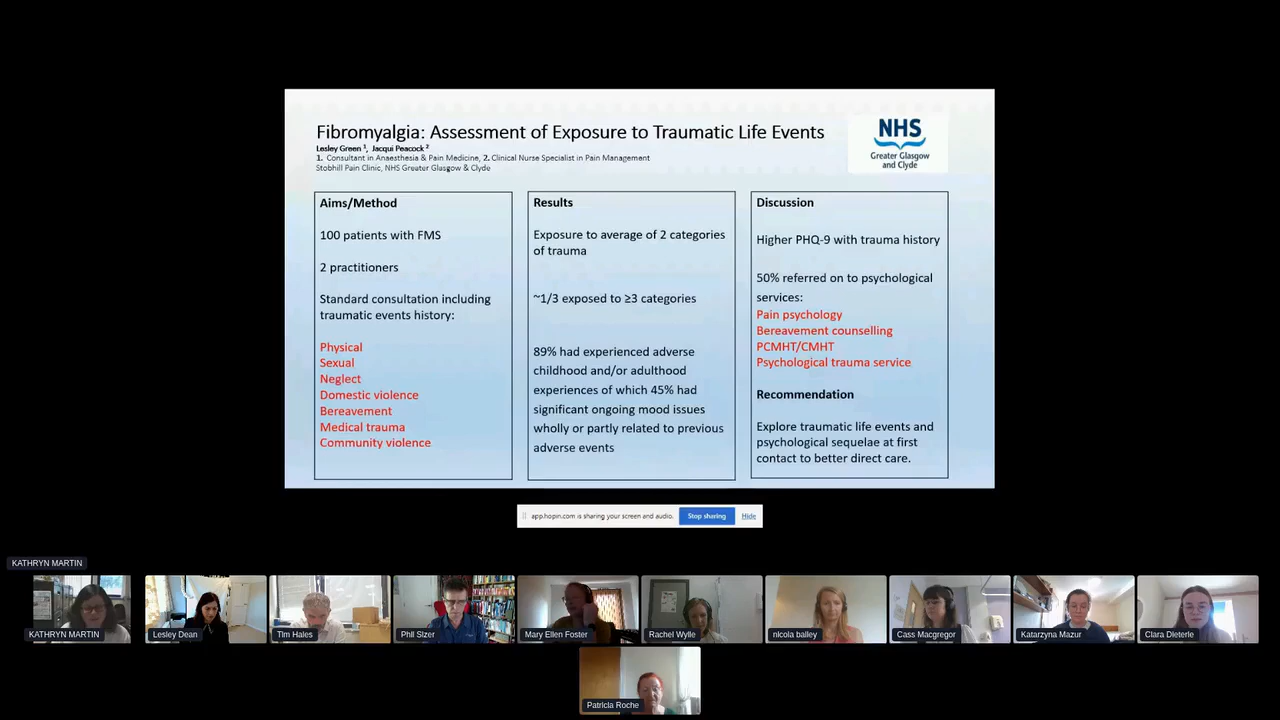 Fibromyalgia: Assessment of Exposure to Traumatic Life Events
Lesley Green 1, Jacqui Peacock 2
1. Consultant in Anaesthesia & Pain Medicine, 2. Clinical Nurse Specialist in Pain Management
Stobhill Pain Clinic, NHS Greater Glasgow & Clyde
NHS
Greater Glasgow
and Clyde
Aims/Method
100 patients with FMS
2 practitioners
Standard consultation including
traumatic events history:
Physical
Sexual
Neglect
Domestic violence
Bereavement
Medical trauma
Community violence
Results
Exposure to average of 2 categories
of trauma
~1/3 exposed to ≥3 categories
89% had experienced adverse
childhood and/or adulthood
experiences of which 45% had
significant ongoing mood issues
wholly or partly related to previous
adverse events
Discussion
Higher PHQ-9 with trauma history
50% referred on to psychological
services:
Pain psychology
Bereavement counselling
PCMHT/CMHT
Psychological trauma service
Recommendation
Explore traumatic life events and
psychological sequelae at first
contact to better direct care.
app.hopin.com is sharing your screen and audio.
Stop sharing
Hide
KATHRYN MARTIN
KATHRYN MARTIN
Lesley Dean
Tim Hales
Phil Sizer
Mary Ellen Foster
Rachel Wylie
nicola bailey
Cass Macgregor
Katarzyna Mazur
Clara Dieterle
Patricia Roche